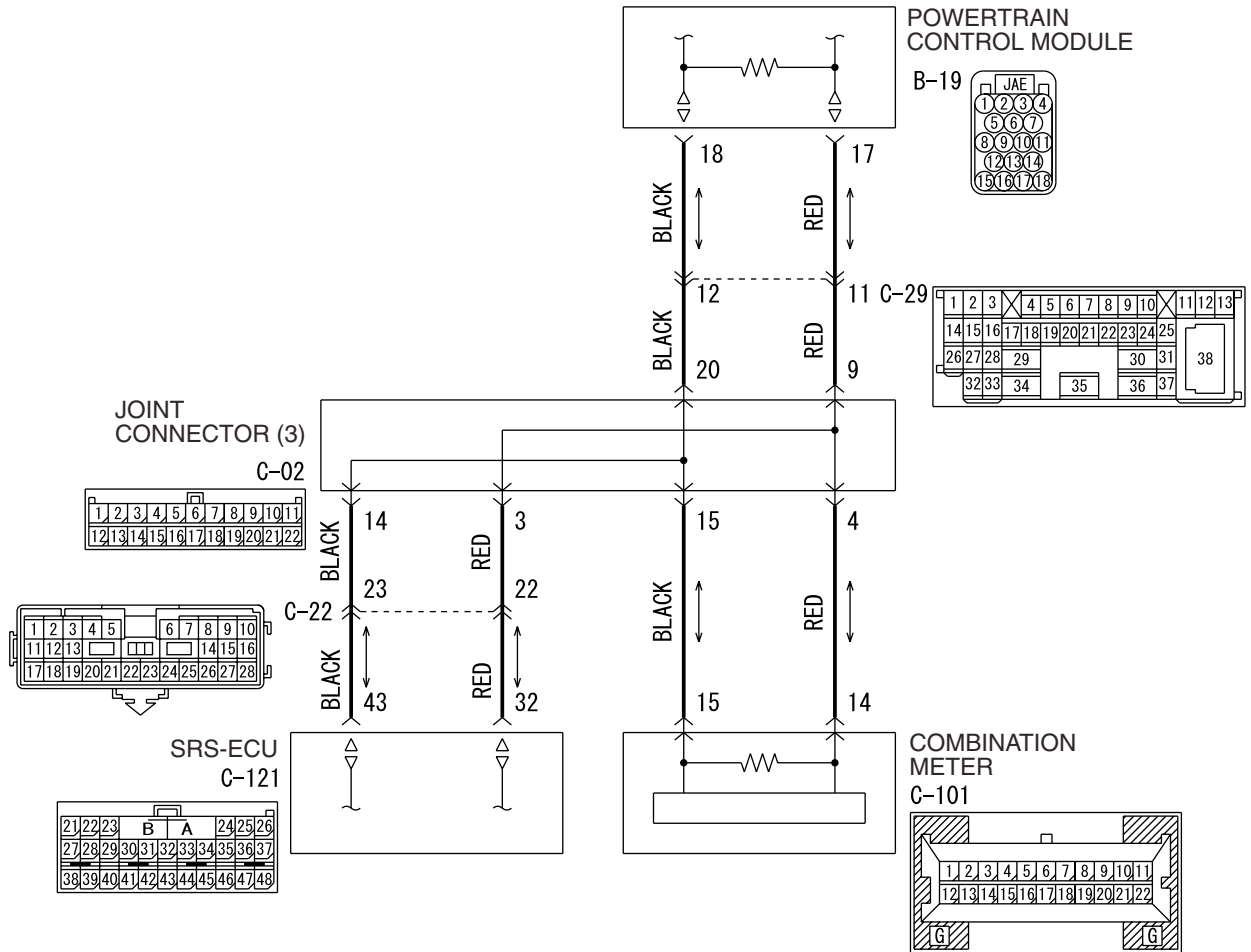 POWERTRAIN
CONTROL MODULE
B-19
JAE
1 2 3 4
5 6 7
8 9 10 11
12 13 14
15 16 17 18
18 17
BLACK RED
12 11 C-29
1 2 3 4 5 6 7 8 9 10 11 12 13
14 15 16 17 18 19 20 21 22 23 24 25
26 27 28 29 30 31 38
32 33 34 35 36 37
BLACK RED
20 9
JOINT
CONNECTOR (3)
C-02
1 2 3 4 5 6 7 8 9 10 11
12 13 14 15 16 17 18 19 20 21 22
14 3 15 4
BLACK RED
23 22
C-22
1 2 3 4 5 6 7 8 9 10
11 12 13 14 15 16
17 18 19 20 21 22 23 24 25 26 27 28
BLACK RED BLACK RED
43 32 15 14
SRS-ECU
C-121
21 22 23 B A 24 25 26
27 28 29 30 31 32 33 34 35 36 37
38 39 40 41 42 43 44 45 46 47 48
COMBINATION
METER
C-101
1 2 3 4 5 6 7 8 9 10 11
12 13 14 15 16 17 18 19 20 21 22
G G